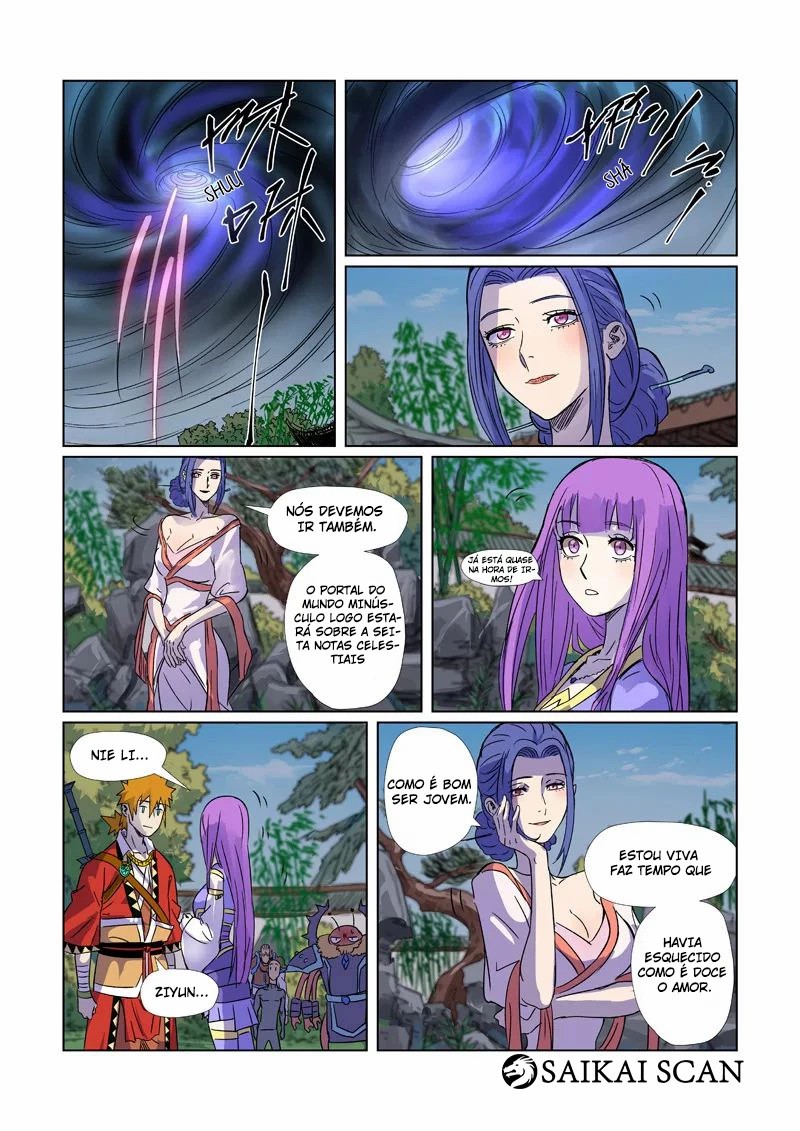 SHUU
SHÁ
NÓS DEVEMOS
IR TAMBÉM.
O PORTAL DO
MUNDO MINÚS-
CULO LOGO ESTA-
RÁ SOBRE A SEI-
TA NOTAS CELES-
TIAIS
JÁ ESTÁ QUASE
NA HORA DE IR-
MOS!
NIE LI...
ZIYUN...
COMO É BOM
SER JOVEM.
ESTOU VIVA
FAZ TEMPO QUE
HAVIA
ESQUECIDO
COMO É DOCE
O AMOR.
SAIKAI SCAN